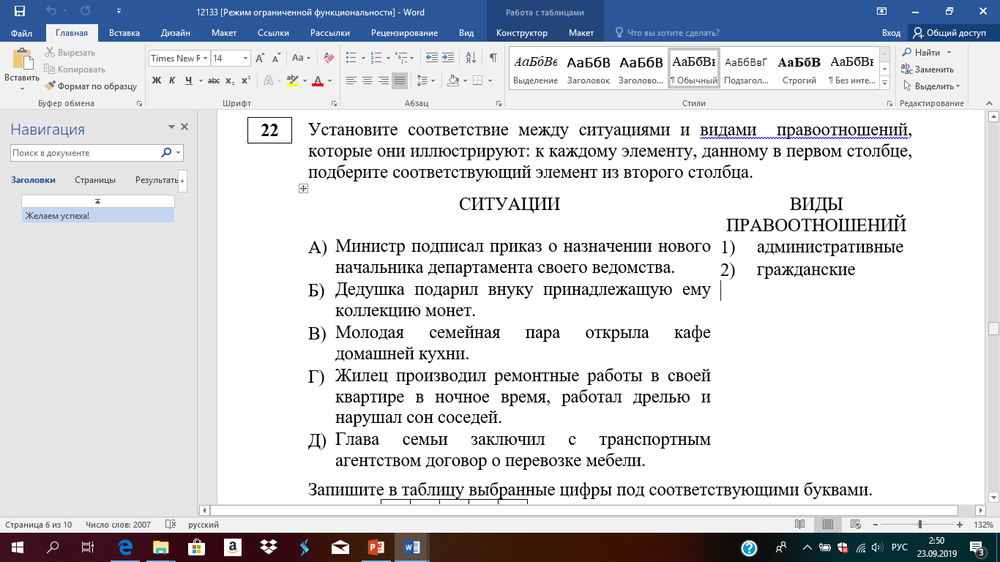 12133 [Режим ограниченной функциональности] - Word
Работа с таблицами
Файл Главная Вставка Дизайн Макет Ссылки Рассылки Рецензирование Вид Конструктор Макет Что вы хотите сделать? Вход Общий доступ
Вставить
Вырезать
Копировать
Формат по образцу
Буфер обмена
Times New R 14
Ж К Ч abc x₂ x²
Шрифт
Абзац
АаБбВе АаБбВ АаБбВ АаБбВі АаБбВвГ АаБбВ АаБбВі
Выделение Заголовок Заголово... ¶ Обычный Подзагол... Строгий ¶ Без инте...
Стили
Найти
Заменить
Выделить
Редактирование
Навигация
Поиск в документе
Заголовки Страницы Результать
Желаем успеха!
22 Установите соответствие между ситуациями и видами правоотношений,
которые они иллюстрируют: к каждому элементу, данному в первом столбце,
подберите соответствующий элемент из второго столбца.
СИТУАЦИИ
А) Министр подписал приказ о назначении нового
начальника департамента своего ведомства.
Б) Дедушка подарил внуку принадлежащую ему
коллекцию монет.
В) Молодая семейная пара открыла кафе
домашней кухни.
Г) Жилец производил ремонтные работы в своей
квартире в ночное время, работал дрелью и
нарушал сон соседей.
Д) Глава семьи заключил с транспортным
агентством договор о перевозке мебели.
ВИДЫ
ПРАВООТНОШЕНИЙ
1) административные
2) гражданские
Запишите в таблицу выбранные цифры под соответствующими буквами.
Страница 6 из 10 Число слов: 2007 русский 132%
РУС
2:50
23.09.2019
3